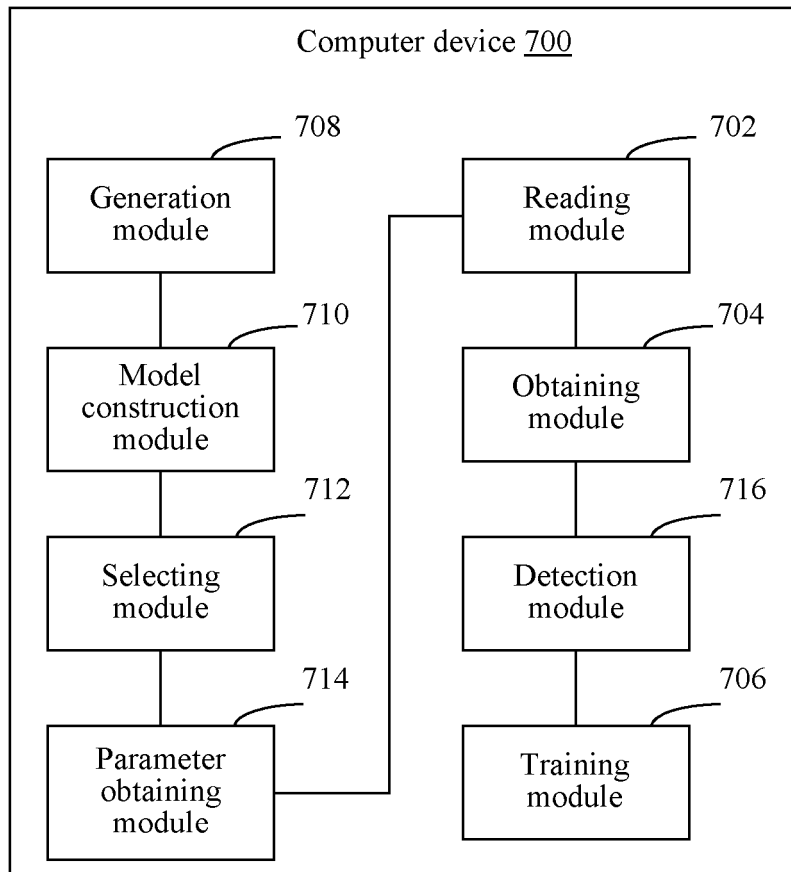 Computer device 700
708
Generation
module
710
Model
construction
module
712
Selecting
module
714
Parameter
obtaining
module
702
Reading
module
704
Obtaining
module
716
Detection
module
706
Training
module